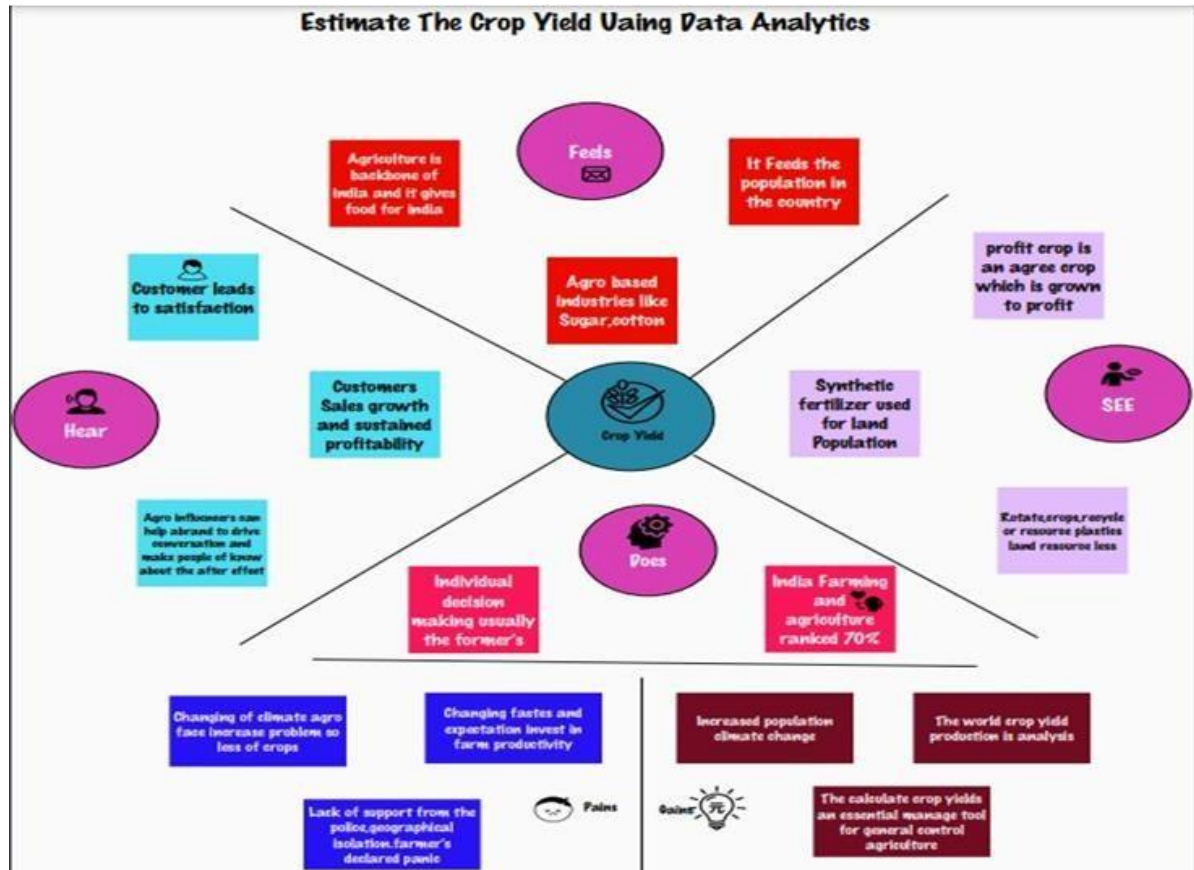 Estimate The Crop Yield Uaing Data Analytics
Feels
Agriculture is
backbone of
india and it gives
food for india
It Feeds the
population in
the country
Agro based
industries like
Sugar,cotton
Customer leads
to satisfaction
Customers
Sales growth
and sustained
profitability
Hear
Agro influencers can
help abrand to drive
conversation and
make people of know
about the after effect
Crop Yield
profit crop is
an agree crop
which is grown
to profit
Synthetic
fertilizer used
for land
Population
SEE
Rotate,crops,recycle
or resource plastics
land resource less
Does
Individual
decision
making usually
the former's
India Farming
and
agriculture
ranked 70%
Changing of climate agro
face increase problem so
less of crops
Changing fastes and
expectation invest in
farm productivity
Lack of support from the
police,geographical
isolation.farmer's
declared panic
Pains
Increased population
climate change
The world crop yield
production is analysis
Gains
The calculate crop yields
an essential manage tool
for general control
agriculture